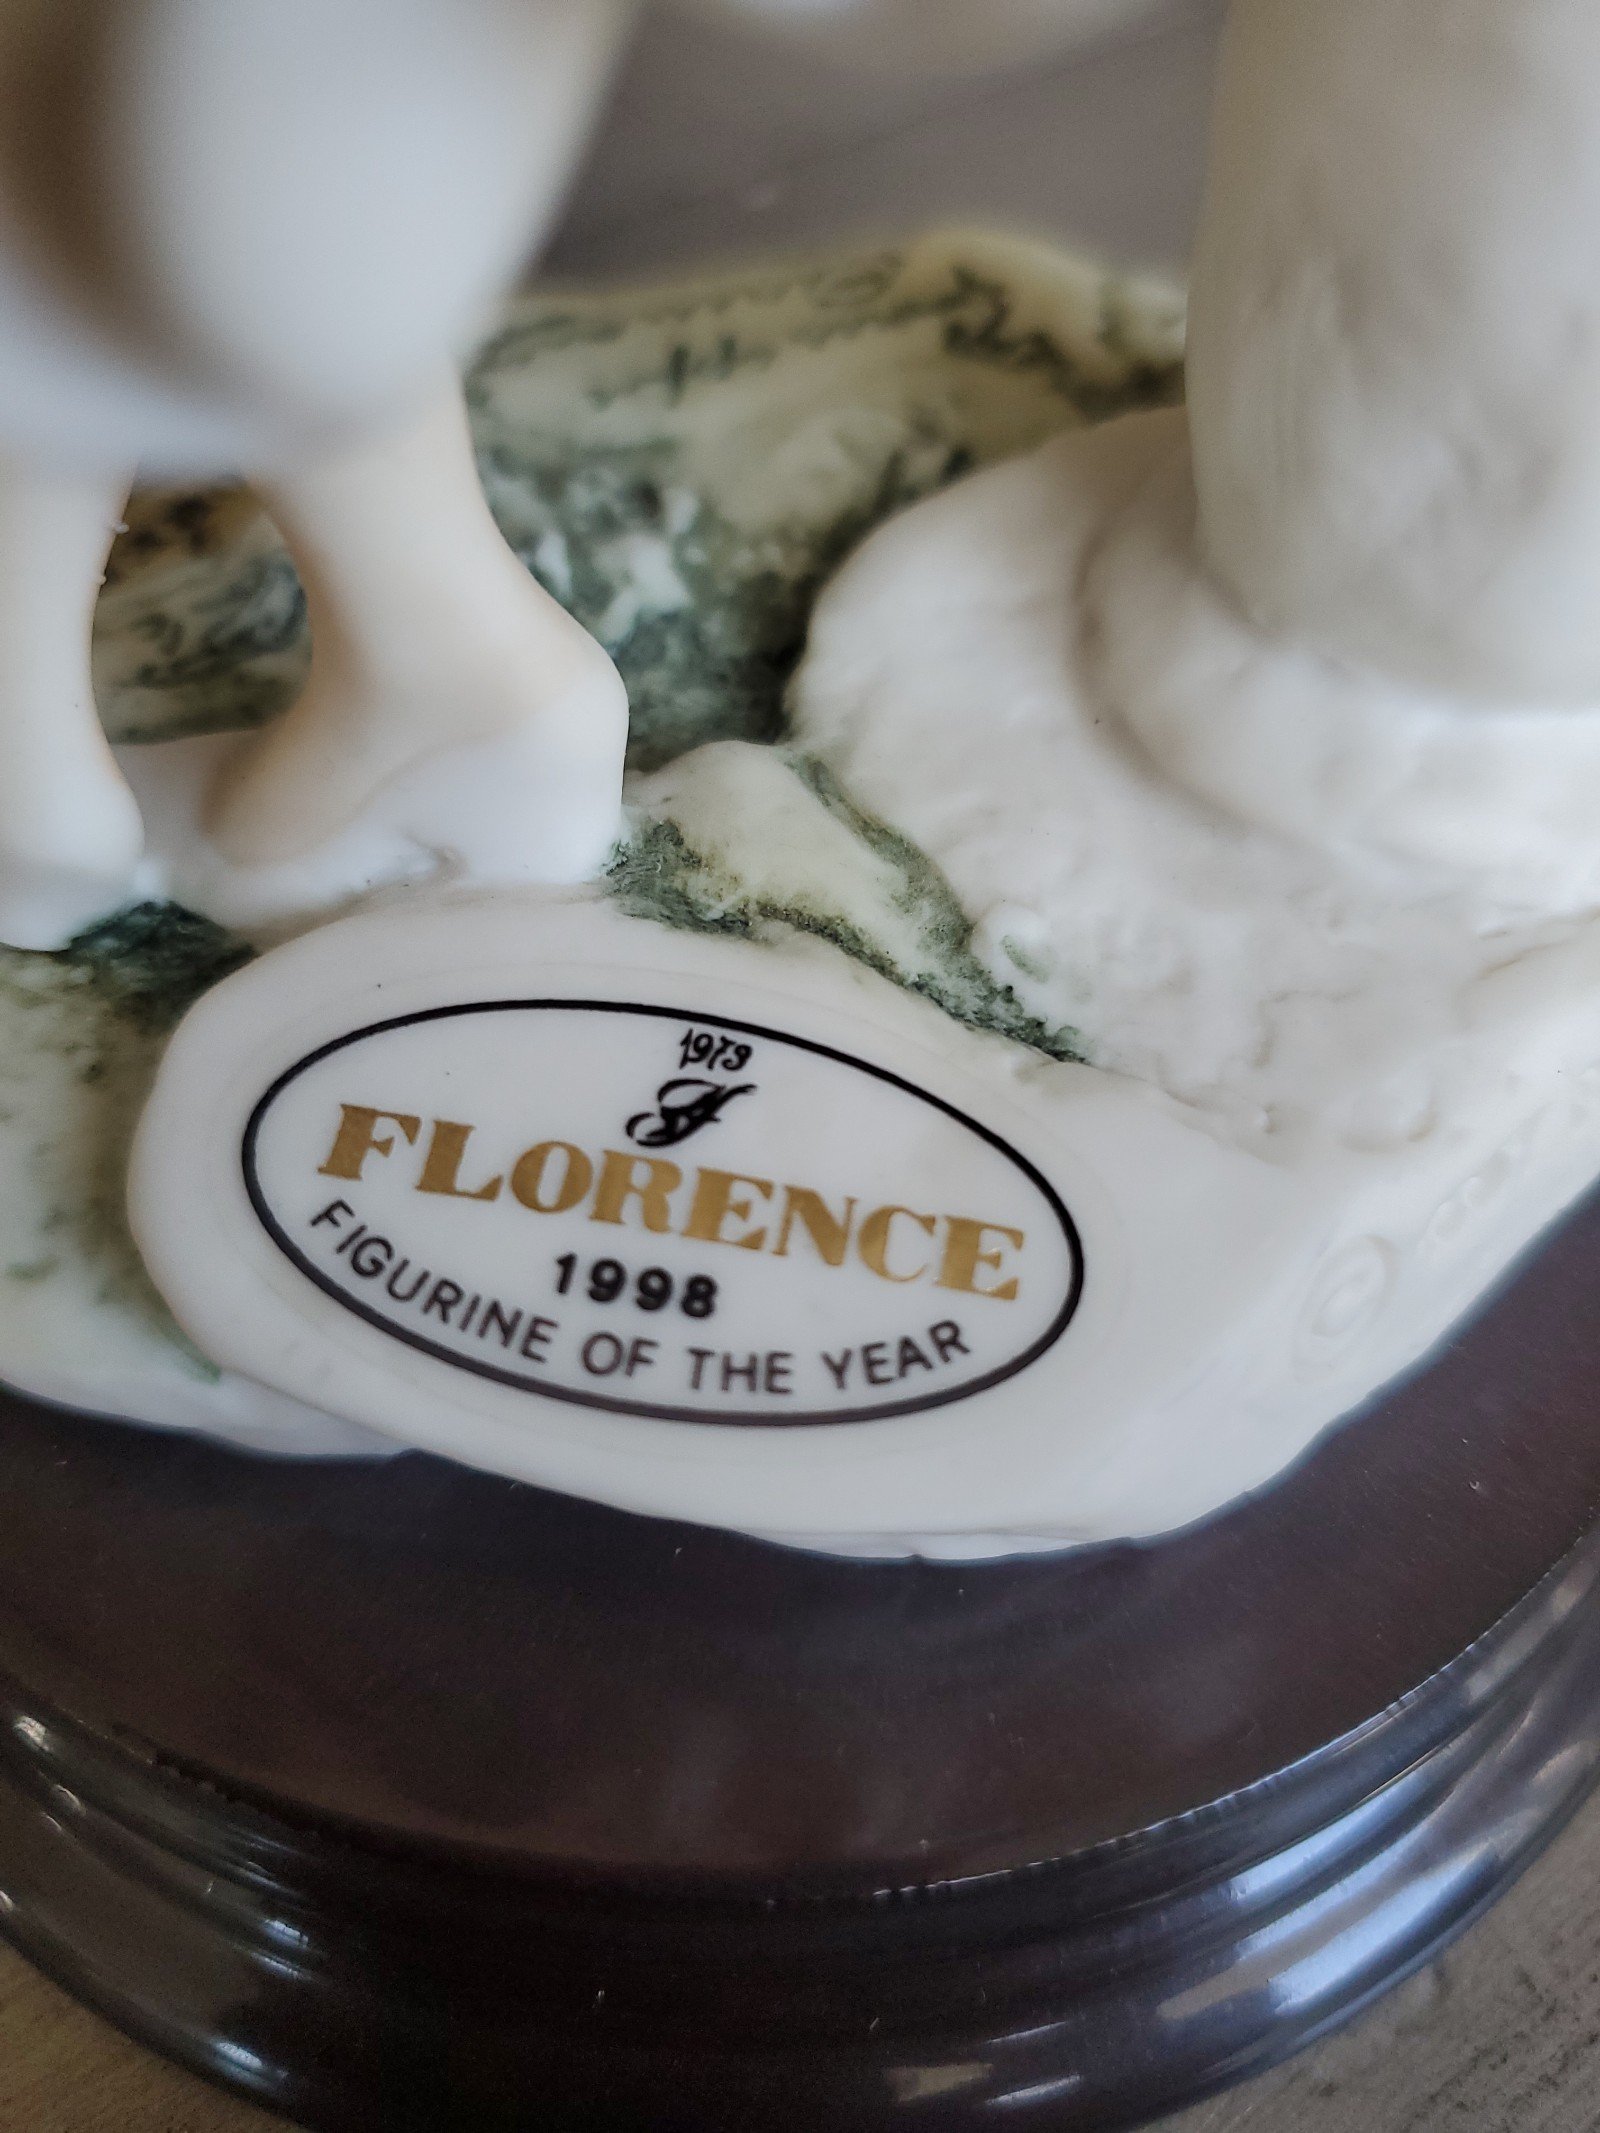 1973
FLORENCE
1998
FIGURINE OF THE YEAR